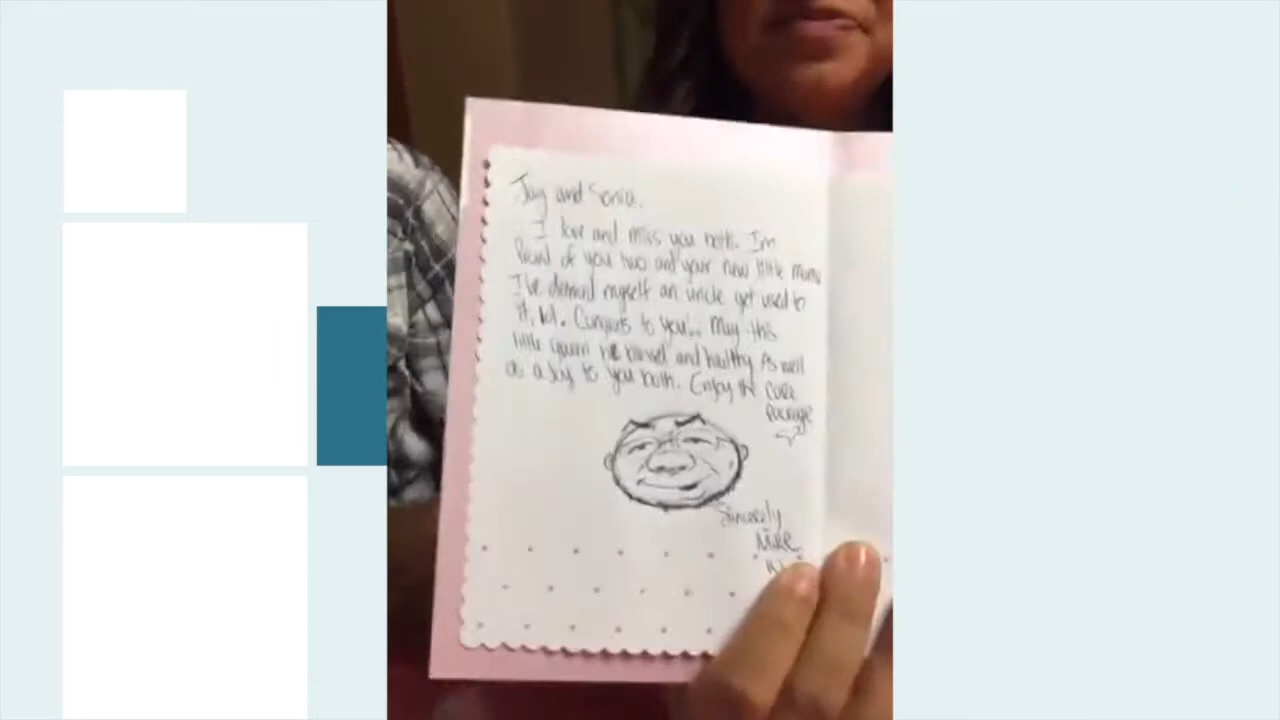 Jay and Sonia.
I love and miss you both. I'm
Proud of you two and your new little mama
I've deemed myself an uncle get used to
it, lol. Congrats to you!.. May this
little queen be and healthy As well
as a Joy to you both. Enjoy the care
package
Sincerely
Mike